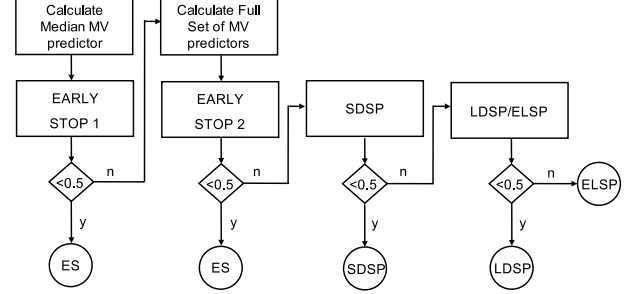 Calculate
Median MV
predictor
Calculate Full
Set of MV
predictors
EARLY
STOP 1
EARLY
STOP 2
SDSP
LDSP/ELSP
<0.5
n
<0.5
n
<0.5
n
<0.5
n
ELSP
y
y
y
y
ES
ES
SDSP
LDSP